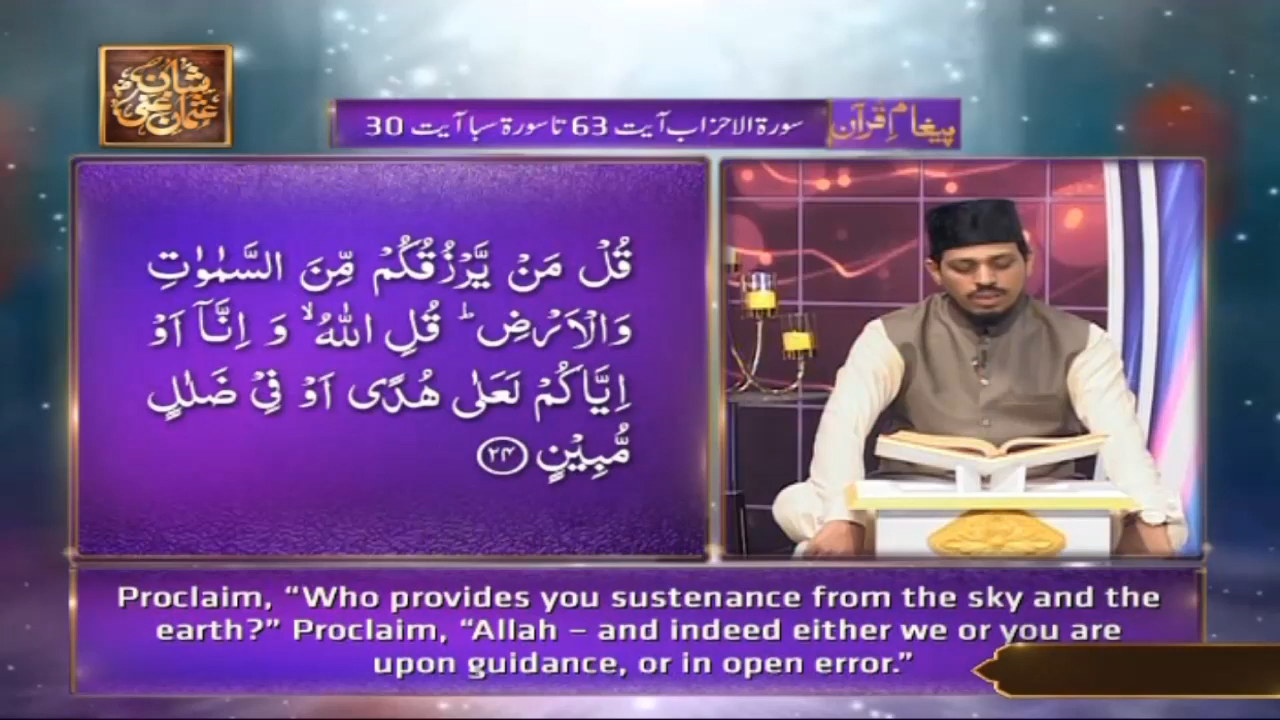 شان
عثمان غنی
پیغامِ قرآن
سورۃ الاحزاب آیت 63 تا سورۃ سبا آیت 30
قُلْ مَنْ یَّرْزُقُكُمْ مِّنَ السَّمٰوٰتِ
وَالْاَرْضِ ؕ قُلِ اللّٰهُ ۙ وَ اِنَّاۤ اَوْ
اِیَّاكُمْ لَعَلٰی هُدًی اَوْ فِیْ ضَلٰلٍ
مُّبِیْنٍ ﴿۲۴﴾
Proclaim, “Who provides you sustenance from the sky and the
earth?” Proclaim, “Allah – and indeed either we or you are
upon guidance, or in open error.”